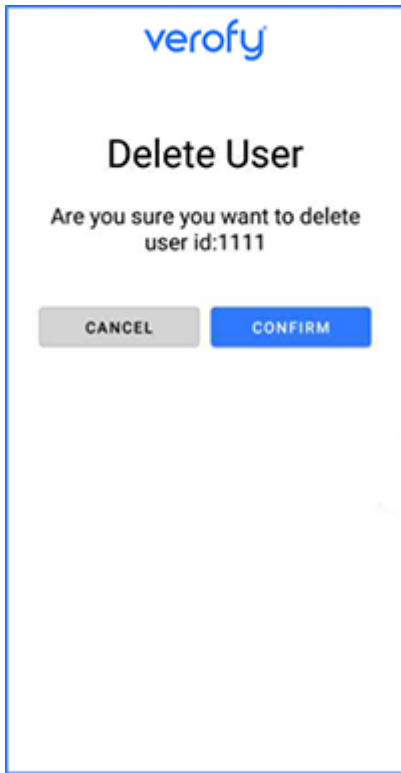 verofy
Delete User
Are you sure you want to delete
user id:1111
CANCEL
CONFIRM